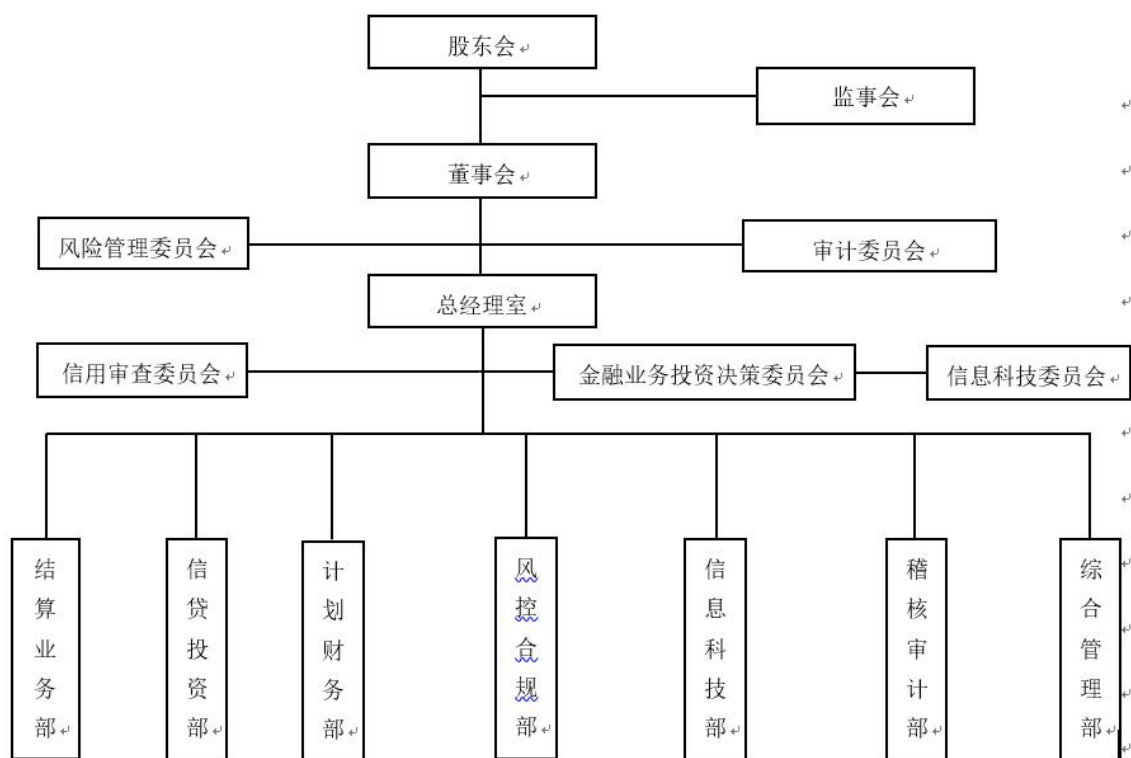 股东会
监事会
董事会
风险管理委员会
审计委员会
总经理室
信用审查委员会
金融业务投资决策委员会
信息科技委员会
结算业务部
信贷投资部
计划财务部
风控合规部
信息科技部
稽核审计部
综合管理部